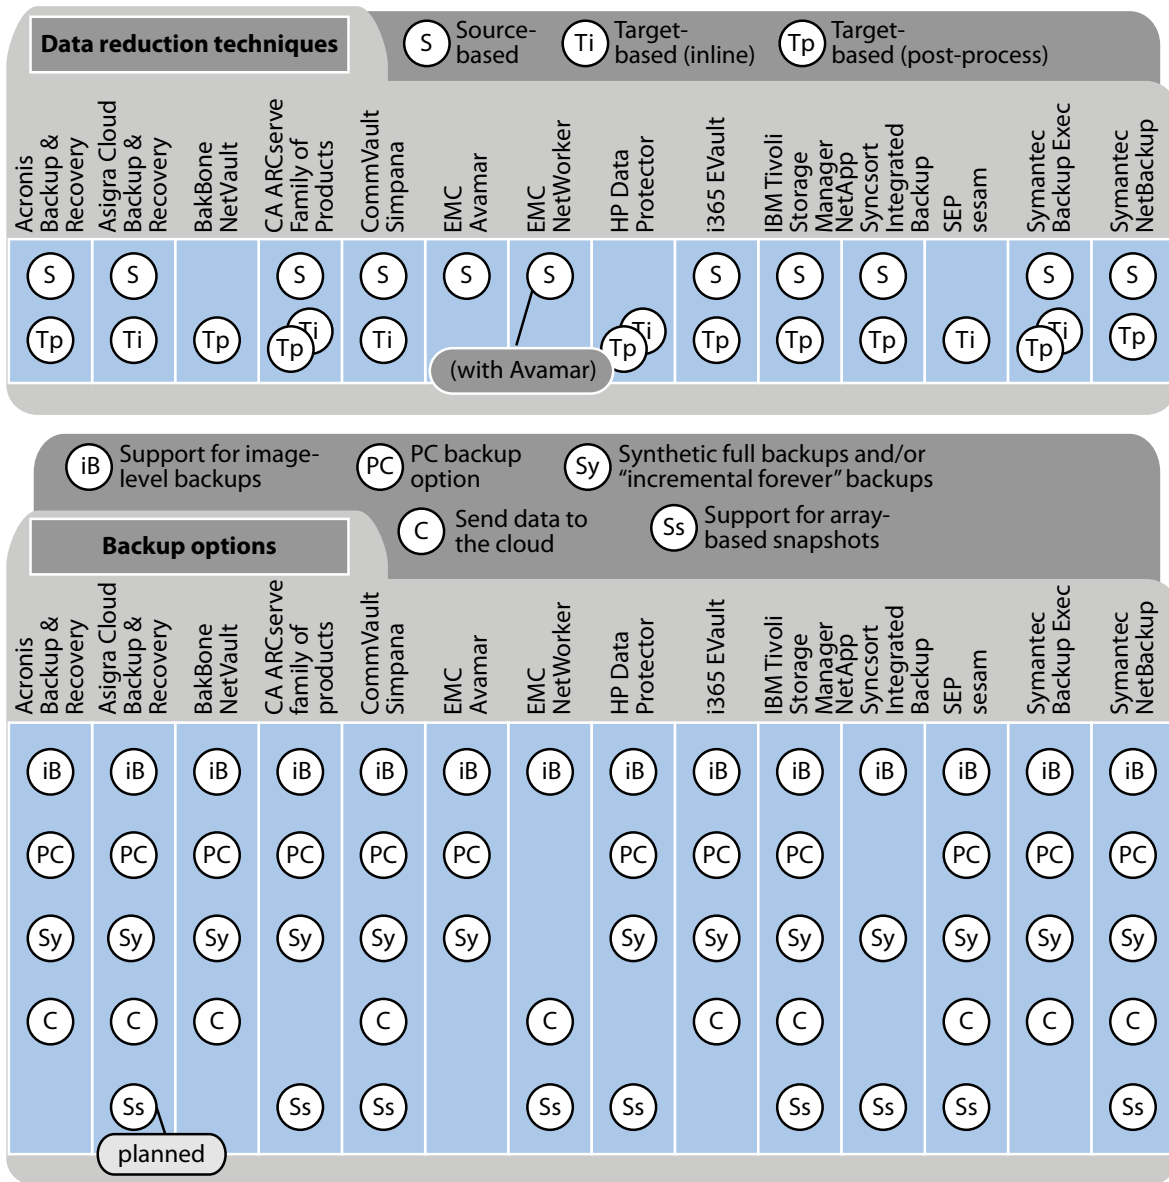 Data reduction techniques
S Source-
based
Ti Target-
based (inline)
Tp Target-
based (post-process)
Acronis
Backup &
Recovery
Asigra Cloud
Backup &
Recovery
BakBone
NetVault
CA ARCserve
Family of
Products
CommVault
Simpana
EMC
Avamar
EMC
NetWorker
HP Data
Protector
i365 EVault
IBM Tivoli
Storage
Manager
NetApp
Syncsort
Integrated
Backup
SEP
sesam
Symantec
Backup Exec
Symantec
NetBackup
S S S S S S S S S S S
Tp Ti Tp Tp Ti Ti Tp Ti Tp Tp Tp Ti Tp Ti Tp
(with Avamar)
iB Support for image-
level backups
PC PC backup
option
Sy Synthetic full backups and/or
“incremental forever” backups
C Send data to
the cloud
Ss Support for array-
based snapshots
Backup options
Acronis
Backup &
Recovery
Asigra Cloud
Backup &
Recovery
BakBone
NetVault
CA ARCserve
family of
products
CommVault
Simpana
EMC
Avamar
EMC
NetWorker
HP Data
Protector
i365 EVault
IBM Tivoli
Storage
Manager
NetApp
Syncsort
Integrated
Backup
SEP
sesam
Symantec
Backup Exec
Symantec
NetBackup
iB iB iB iB iB iB iB iB iB iB iB iB iB iB
PC PC PC PC PC PC PC PC PC PC PC PC
Sy Sy Sy Sy Sy Sy Sy Sy Sy Sy Sy Sy Sy
C C C C C C C C C C
Ss Ss Ss Ss Ss Ss Ss Ss Ss
planned